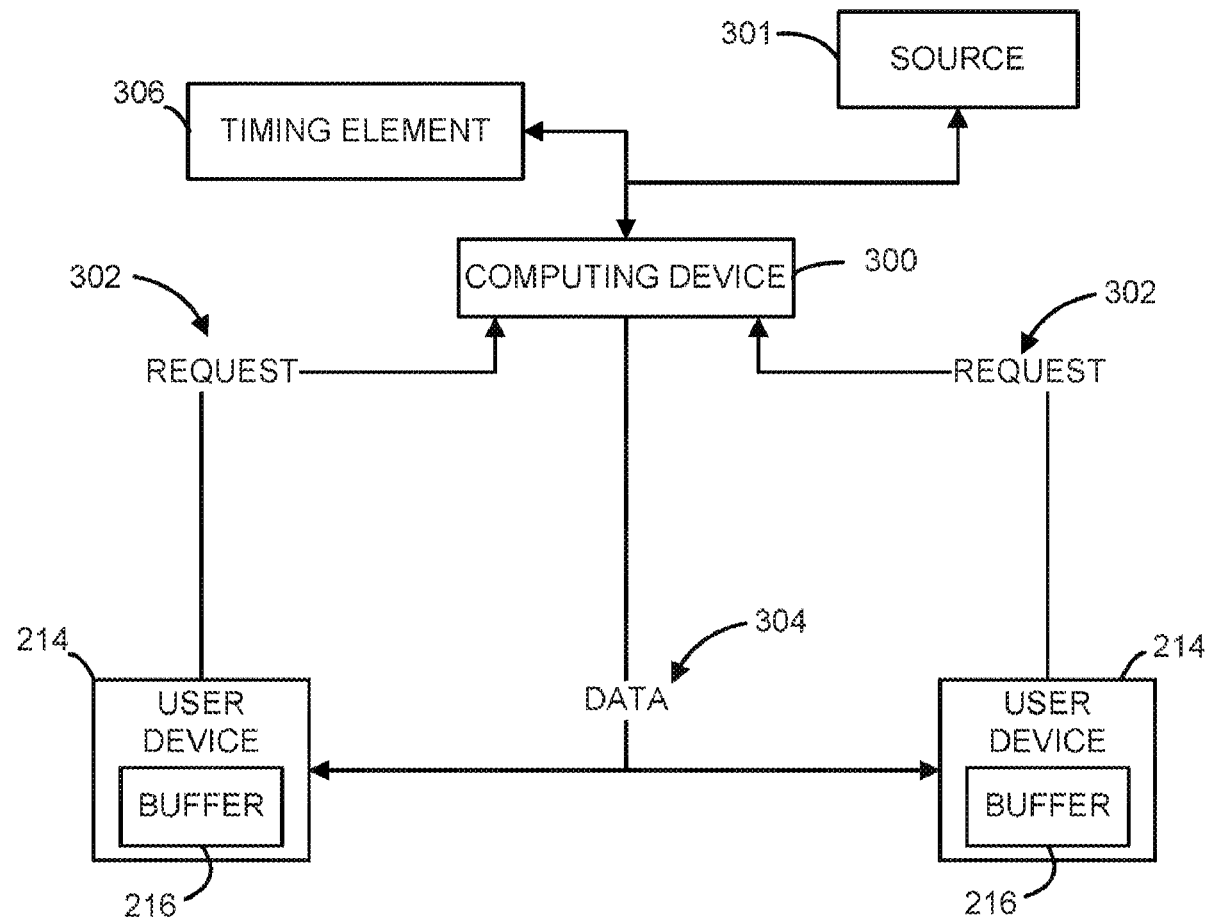 301
SOURCE
306
TIMING ELEMENT
COMPUTING DEVICE
300
302
302
REQUEST
REQUEST
304
DATA
214
USER
DEVICE
BUFFER
216
214
USER
DEVICE
BUFFER
216